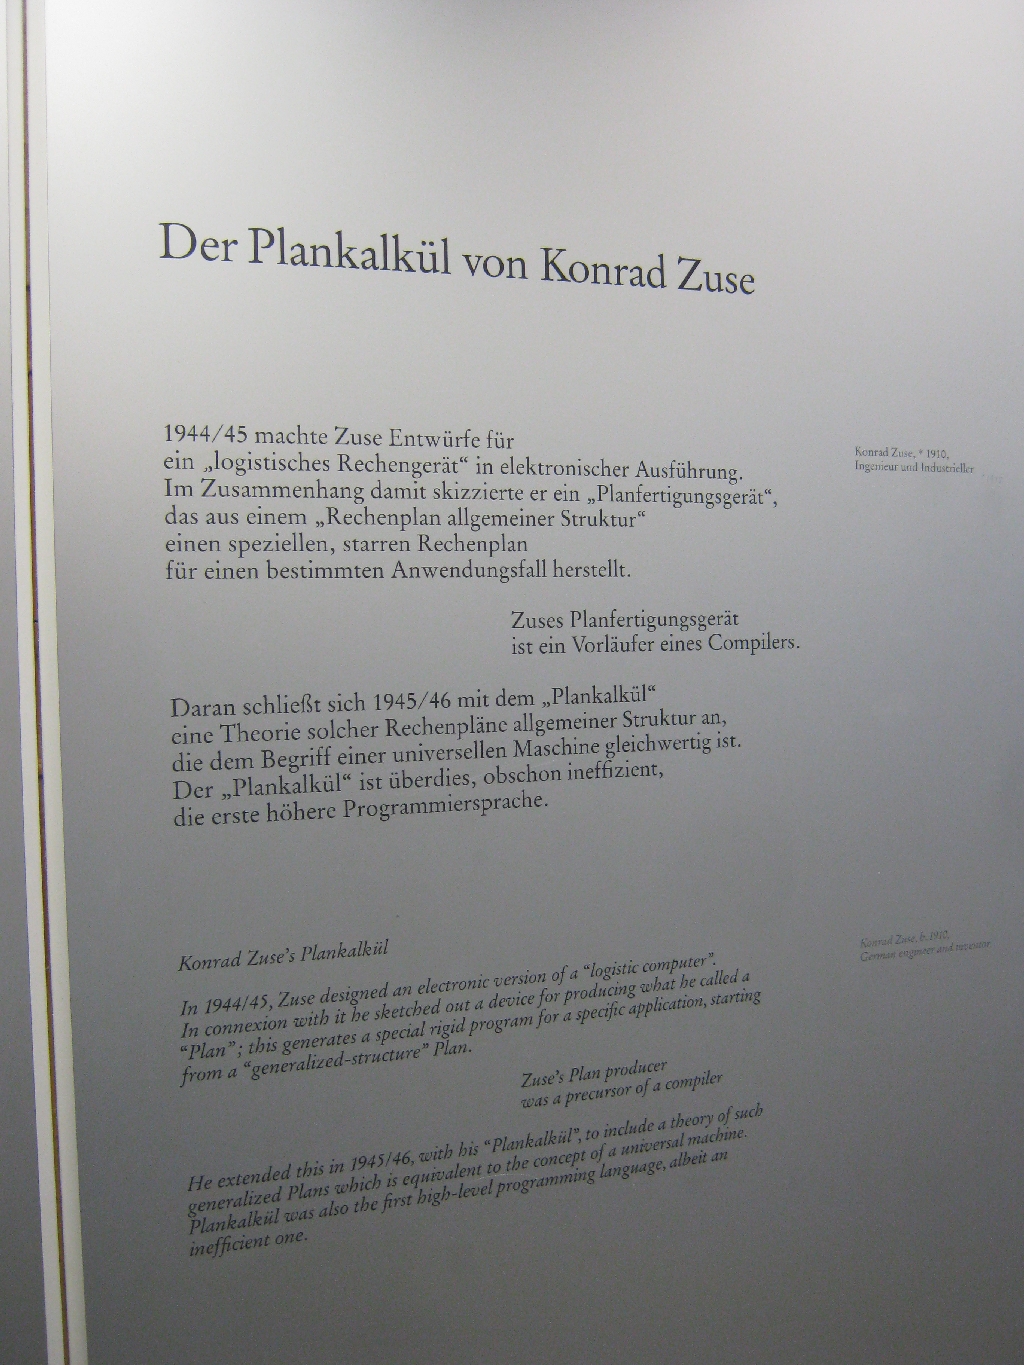 Der Plankalkül von Konrad Zuse
1944/45 machte Zuse Entwürfe für
ein „logistisches Rechengerät“ in elektronischer Ausführung.
Im Zusammenhang damit skizzierte er ein „Planfertigungsgerät“,
das aus einem „Rechenplan allgemeiner Struktur“
einen speziellen, starren Rechenplan
für einen bestimmten Anwendungsfall herstellt.
Konrad Zuse, * 1910,
Ingenieur und Industrieller
Zuses Planfertigungsgerät
ist ein Vorläufer eines Compilers.
Daran schließt sich 1945/46 mit dem „Plankalkül“
eine Theorie solcher Rechenpläne allgemeiner Struktur an,
die dem Begriff einer universellen Maschine gleichwertig ist.
Der „Plankalkül“ ist überdies, obschon ineffizient,
die erste höhere Programmiersprache.
Konrad Zuse's Plankalkül
In 1944/45, Zuse designed an electronic version of a “logistic computer”.
In connexion with it he sketched out a device for producing what he called a
“Plan”; this generates a special rigid program for a specific application, starting
from a “generalized-structure” Plan.
Konrad Zuse, b. 1910,
German engineer and inventor
Zuse's Plan producer
was a precursor of a compiler
He extended this in 1945/46, with his “Plankalkül”, to include a theory of such
generalized Plans which is equivalent to the concept of a universal machine.
Plankalkül was also the first high-level programming language, albeit an
inefficient one.